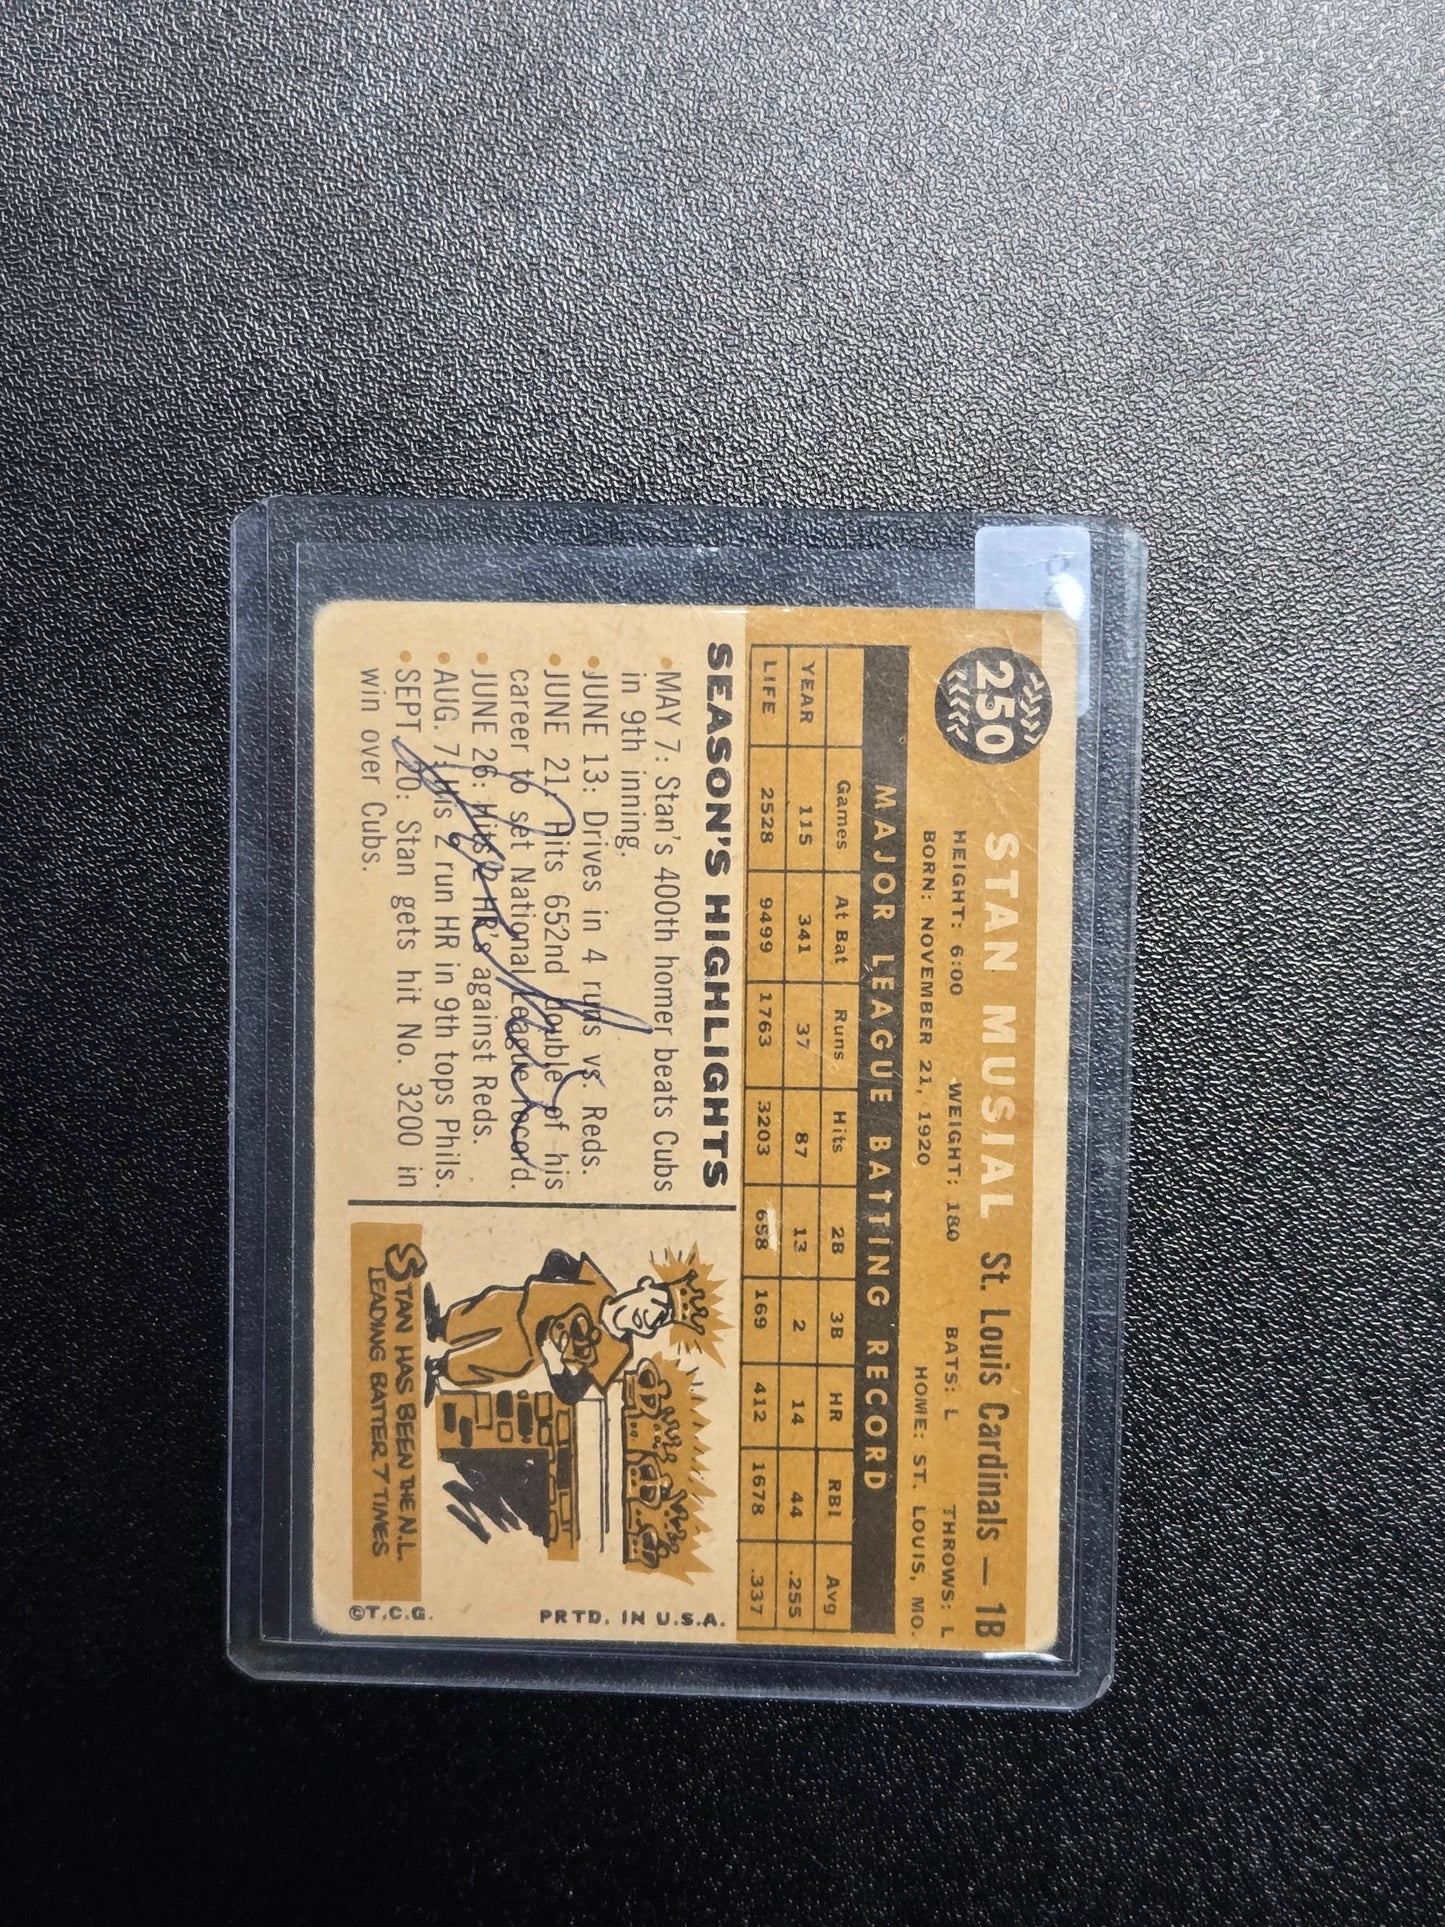 250
STAN MUSIAL St. Louis Cardinals — 1B
HEIGHT: 6:00 WEIGHT: 180 BATS: L THROWS: L
BORN: NOVEMBER 21, 1920 HOME: ST. LOUIS, MO.
MAJOR LEAGUE BATTING RECORD
Games At Bat Runs Hits 2B 3B HR RBI Avg
YEAR 115 341 37 87 13 2 14 44 .255
LIFE 2528 9499 1763 3203 658 169 412 1678 .337
SEASON'S HIGHLIGHTS
• MAY 7: Stan's 400th homer beats Cubs
in 9th inning.
• JUNE 13: Drives in 4 runs vs. Reds.
• JUNE 21: Hits 652nd double of his
career to set National League record.
• JUNE 26: Hits 2 HR's against Reds.
• AUG. 7: His 2 run HR in 9th tops Phils.
• SEPT. 20: Stan gets hit No. 3200 in
win over Cubs.
STAN HAS BEEN THE N.L.
LEADING BATTER 7 TIMES
©T.C.G. PRTD. IN U.S.A.